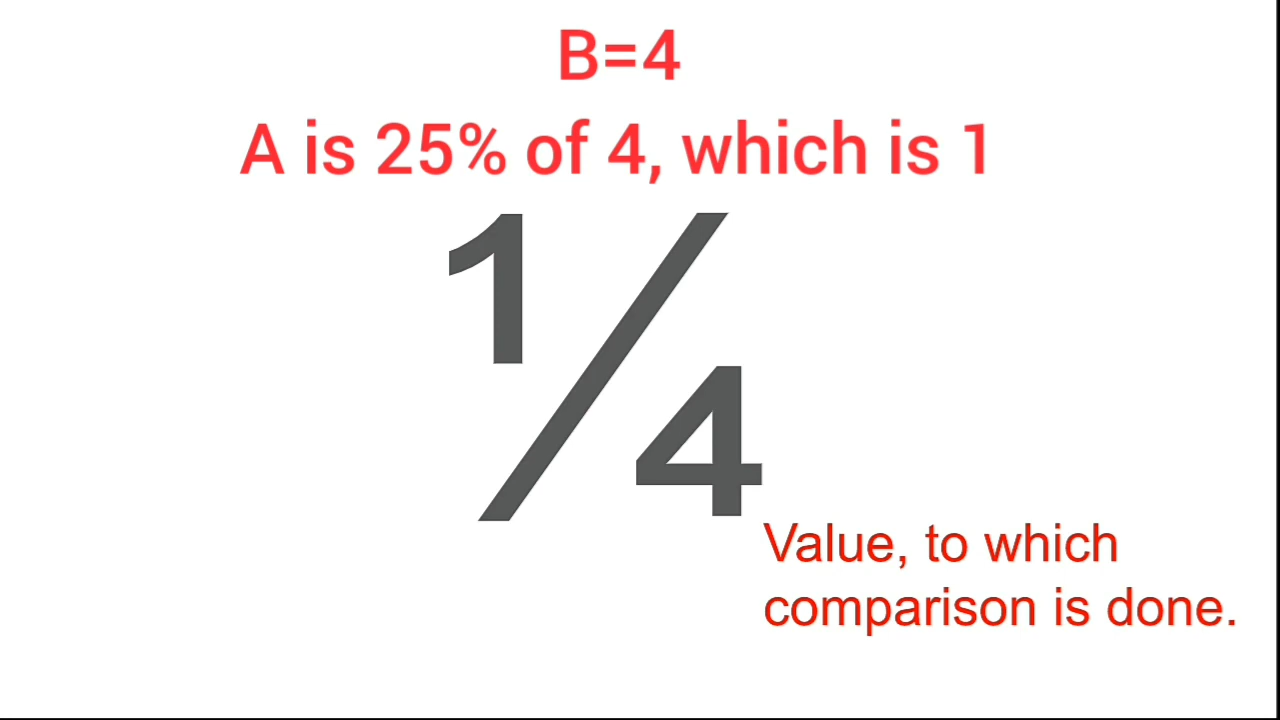 B=4
A is 25% of 4, which is 1
1/4
Value, to which
comparison is done.